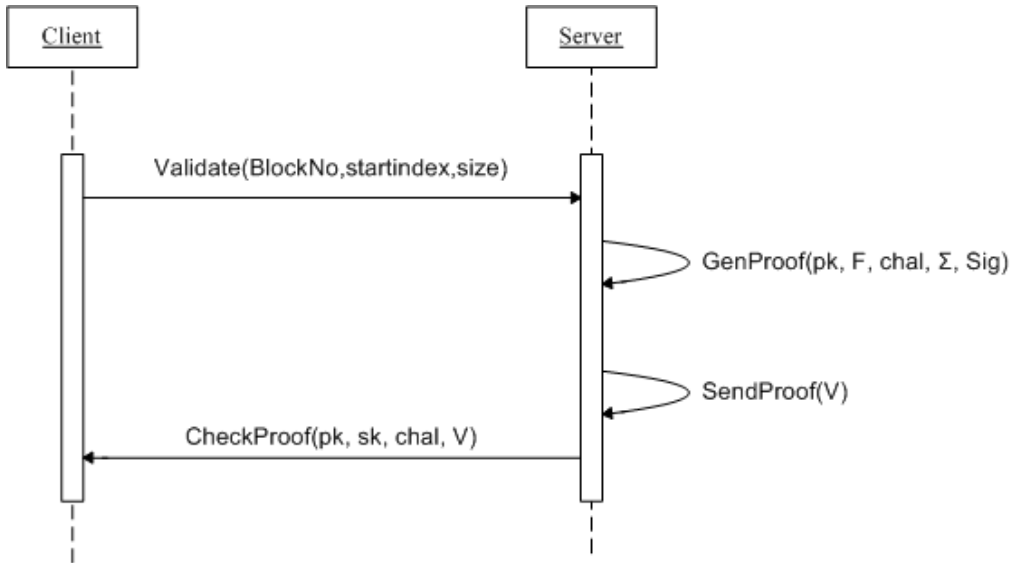 Client
Server
Validate(BlockNo,startindex,size)
GenProof(pk, F, chal, Σ, Sig)
SendProof(V)
CheckProof(pk, sk, chal, V)